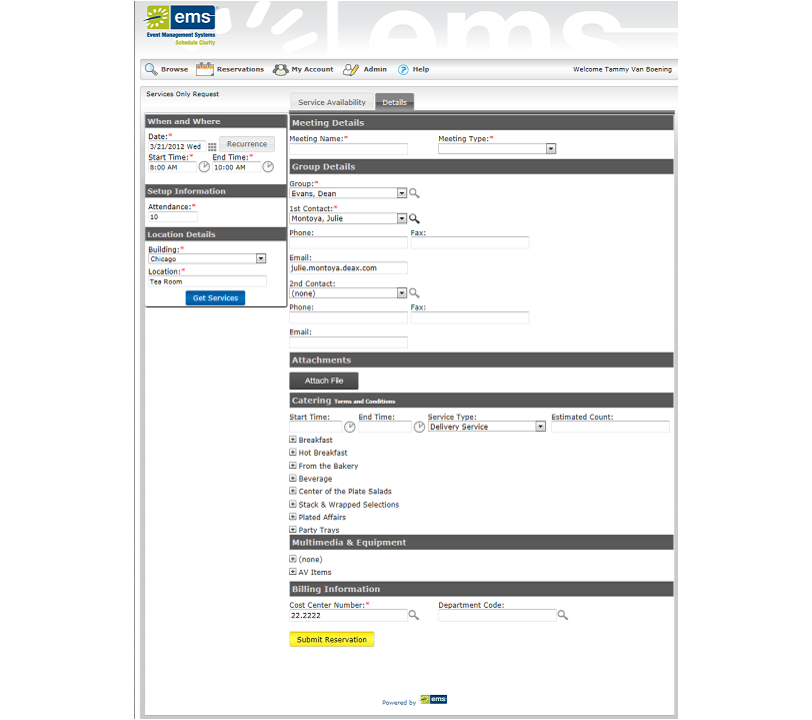 ems
ems
Event Management Systems
Schedule Clarity
Browse Reservations My Account Admin ? Help Welcome Tammy Van Boening
Services Only Request
Service Availability Details
When and Where
Date:*
3/21/2012 Wed Recurrence
Start Time:* End Time:*
8:00 AM 10:00 AM
Setup Information
Attendance:*
10
Location Details
Building:*
Chicago
Location:*
Tea Room
Get Services
Meeting Details
Meeting Name:* Meeting Type:*
Group Details
Group:*
Evans, Dean
1st Contact:*
Montoya, Julie
Phone: Fax:
Email:
julie.montoya.deax.com
2nd Contact:
(none)
Phone: Fax:
Email:
Attachments
Attach File
Catering Terms and Conditions
Start Time: End Time: Service Type: Estimated Count:
Delivery Service
Breakfast
Hot Breakfast
From the Bakery
Beverage
Center of the Plate Salads
Stack & Wrapped Selections
Plated Affairs
Party Trays
Multimedia & Equipment
(none)
AV Items
Billing Information
Cost Center Number:* Department Code:
22.2222
Submit Reservation
Powered by ems